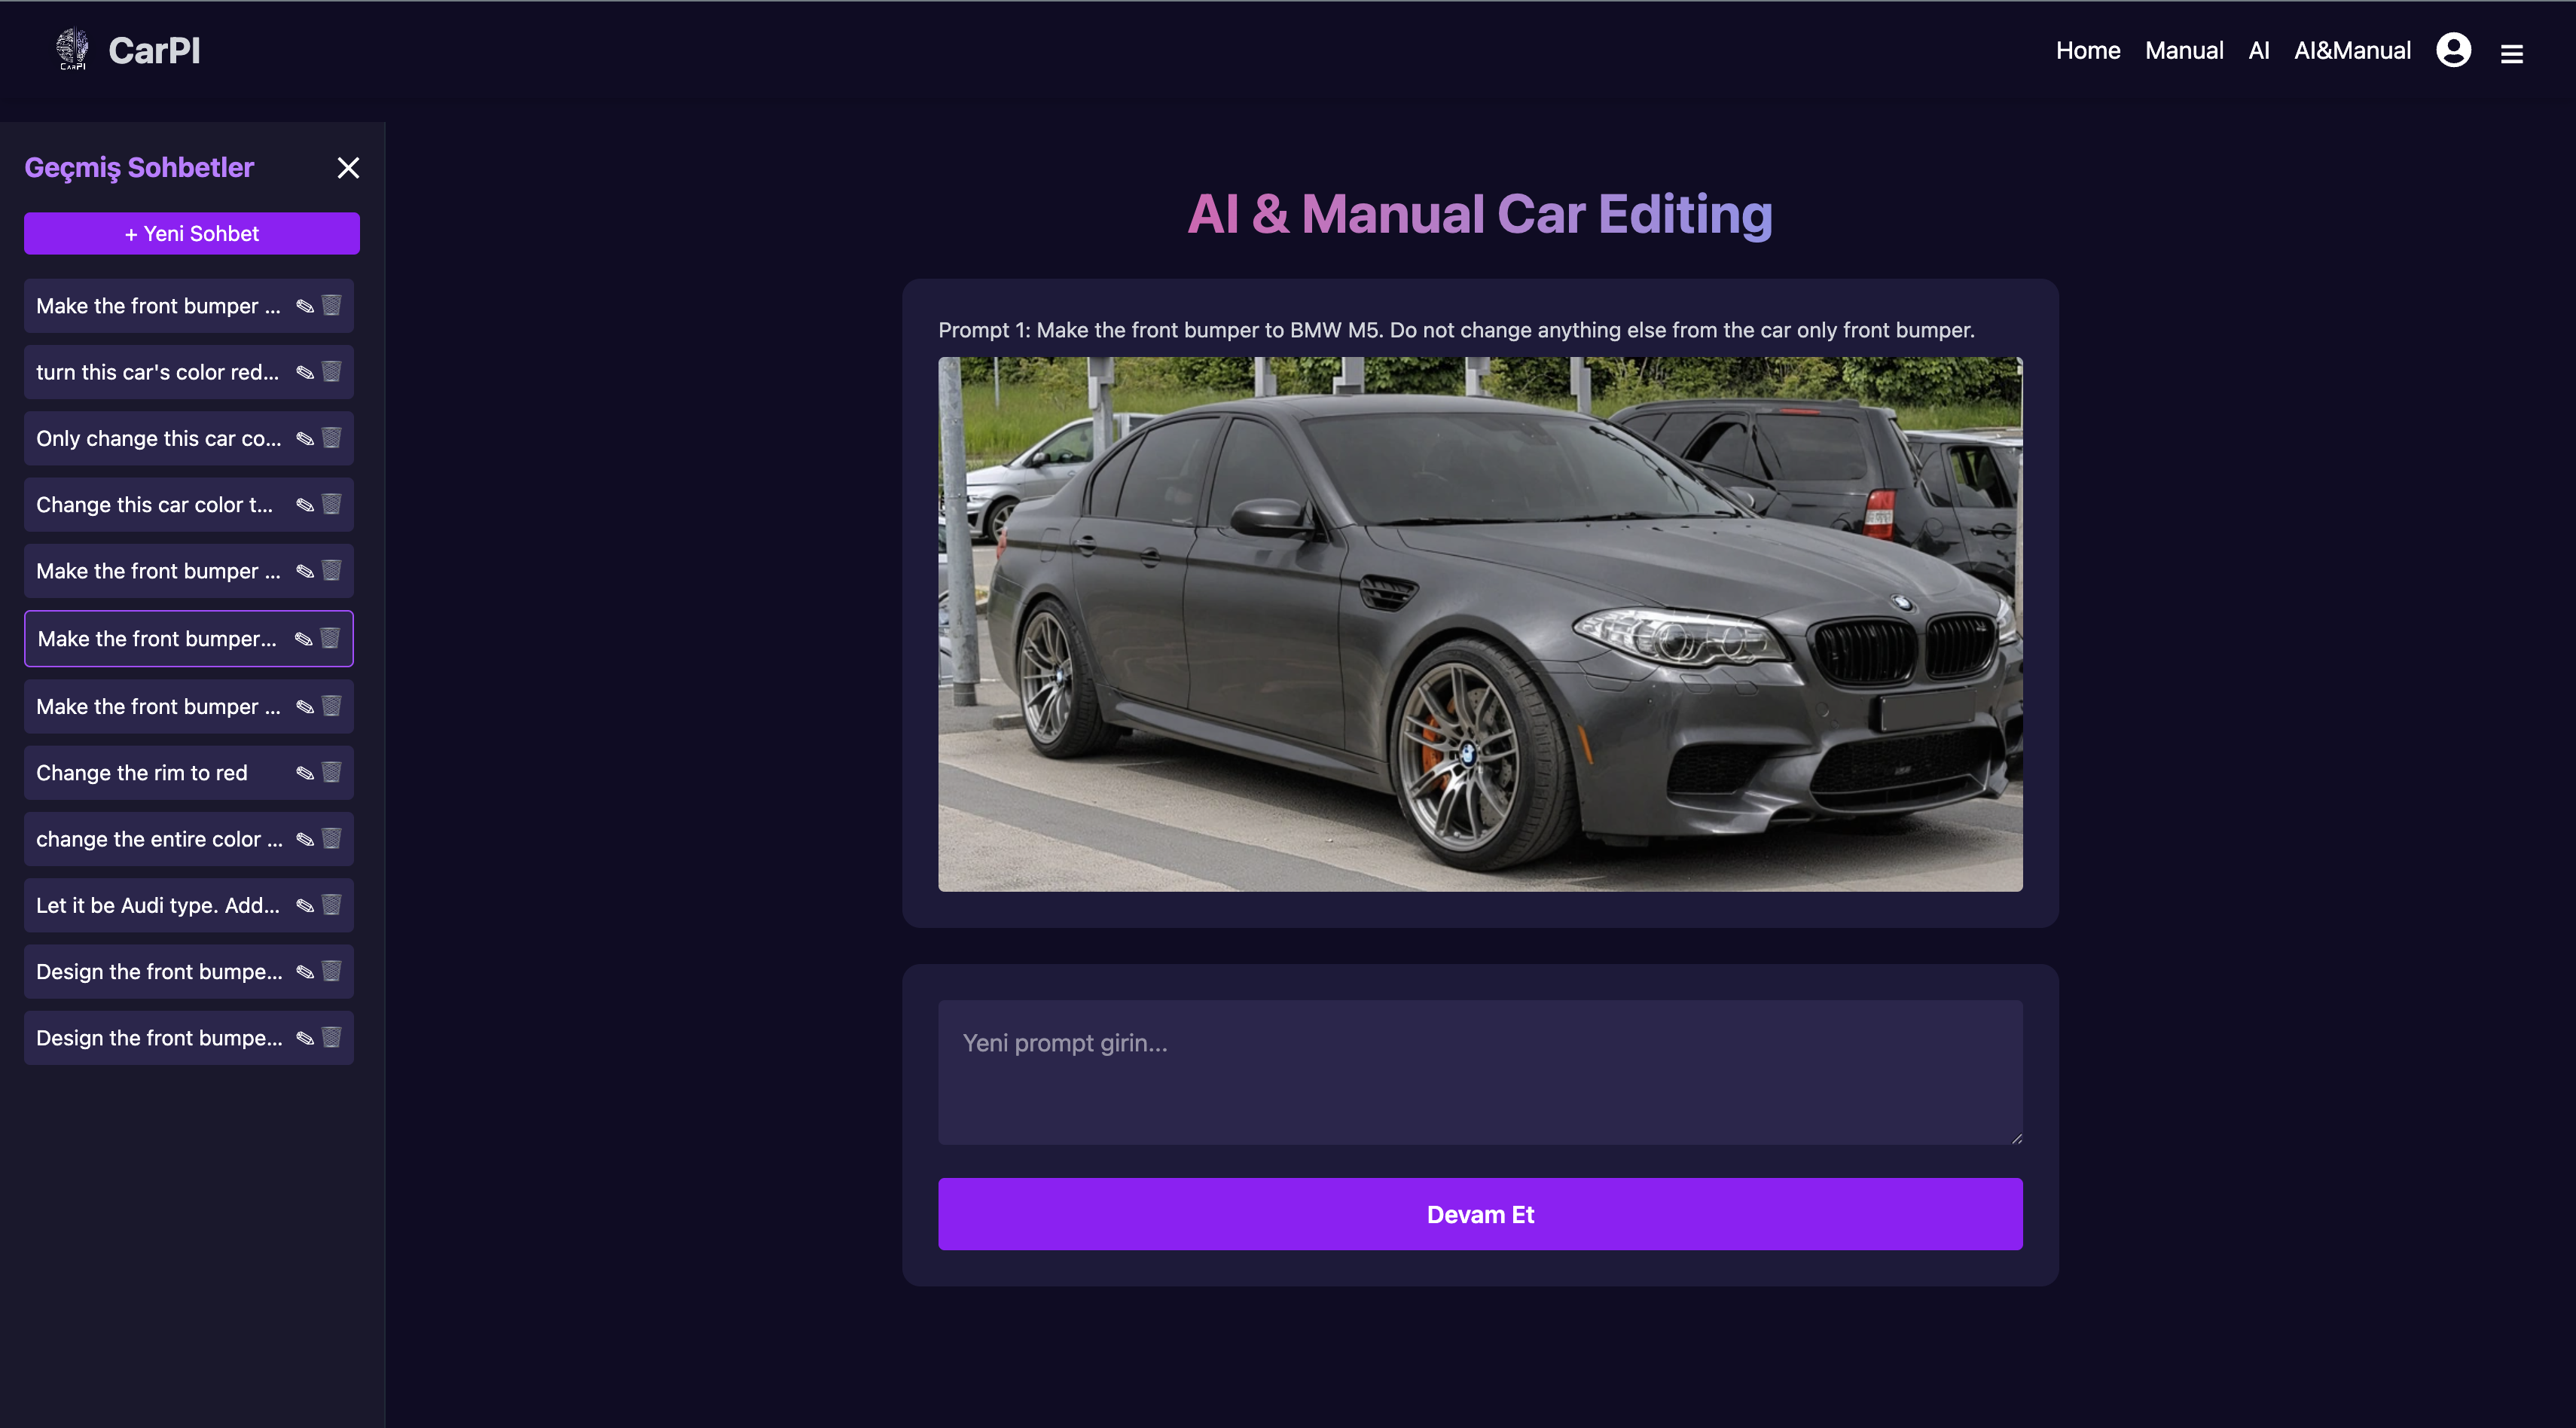 CarPI
CarPI
Home Manual AI AI&Manual
Geçmiş Sohbetler
+ Yeni Sohbet
Make the front bumper ...
turn this car's color red...
Only change this car co...
Change this car color t...
Make the front bumper ...
Make the front bumper...
Make the front bumper ...
Change the rim to red
change the entire color ...
Let it be Audi type. Add...
Design the front bumpe...
Design the front bumpe...
AI & Manual Car Editing
Prompt 1: Make the front bumper to BMW M5. Do not change anything else from the car only front bumper.
Yeni prompt girin...
Devam Et